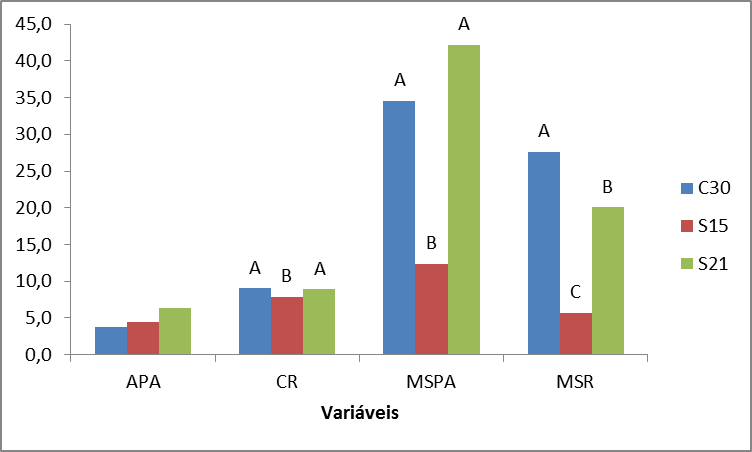 45,0
40,0
35,0
30,0
25,0
20,0
15,0
10,0
5,0
0,0
A B A
A B A
A C B
APA CR MSPA MSR
Variáveis
C30
S15
S21